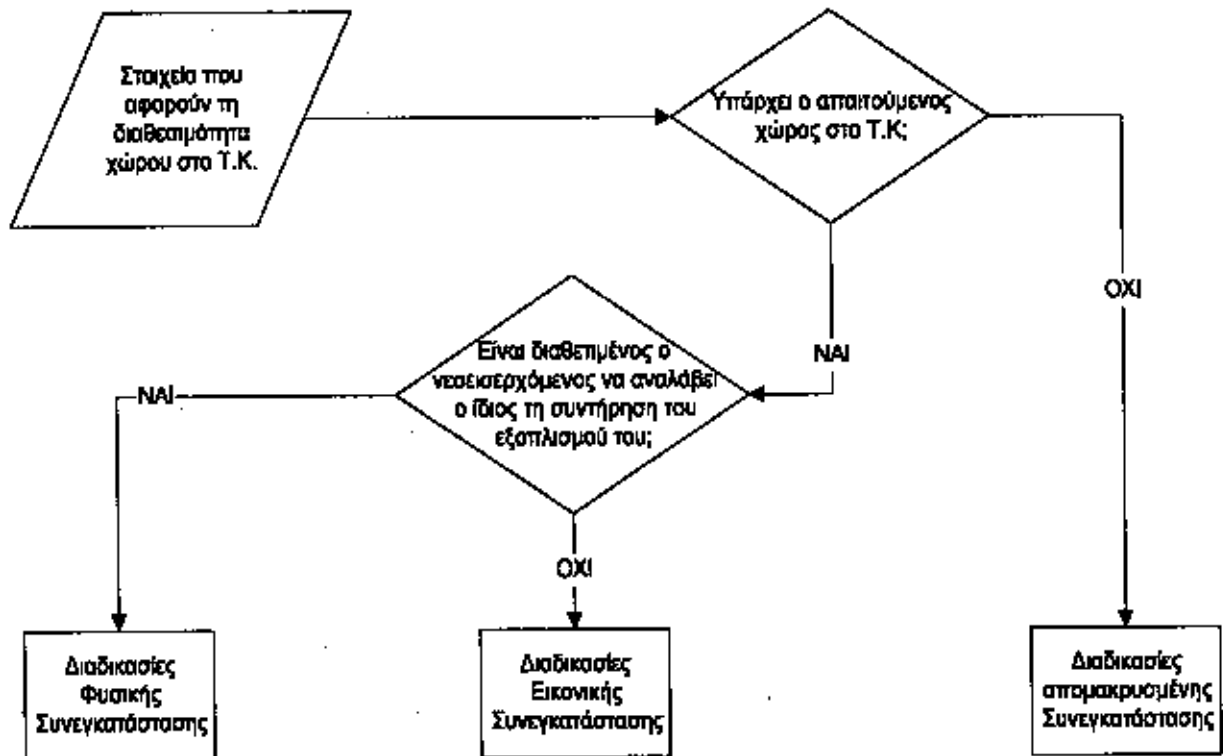 Στοιχεία που
αφορούν τη
διαθεσιμότητα
χώρου στο Τ.Κ.
Υπάρχει ο απαιτούμενος
χώρος στο Τ.Κ;
ΟΧΙ
ΝΑΙ
Είναι διαθετιμένος ο
νεοεισερχόμενος να αναλάβει
ο ίδιος τη συντήρηση του
εξοπλισμού του;
ΝΑΙ
ΟΧΙ
Διαδικασίες
Φυσικής
Συνεγκατάστασης
Διαδικασίες
Εικονικής
Συνεγκατάστασης
Διαδικασίες
απομακρυσμένης
Συνεγκατάστασης